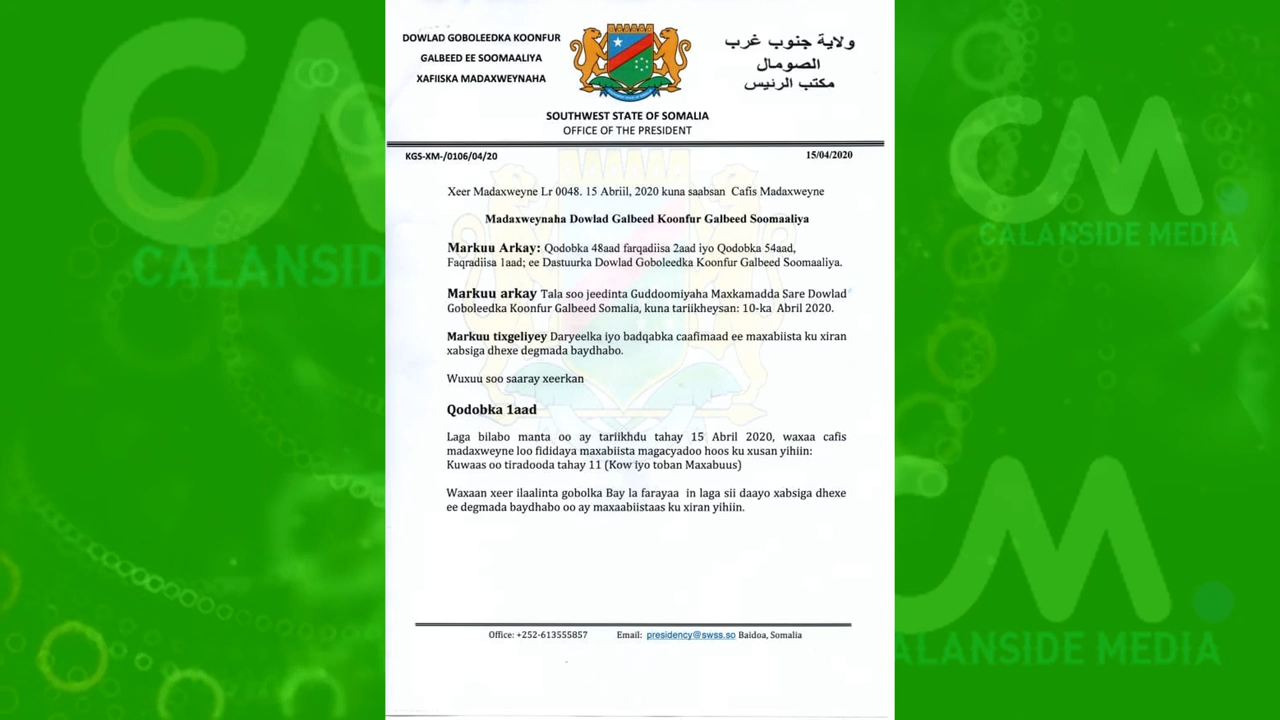 DOWLAD GOBOLEEDKA KOONFUR
GALBEED EE SOOMAALIYA
XAFIISKA MADAXWEYNAHA
ولاية جنوب غرب
الصومال
مكتب الرئيس
SOUTHWEST STATE OF SOMALIA
OFFICE OF THE PRESIDENT
KGS-XM-/0106/04/20
15/04/2020
Xeer Madaxweyne Lr 0048. 15 Abriil, 2020 kuna saabsan Cafis Madaxweyne
Madaxweynaha Dowlad Galbeed Koonfur Galbeed Soomaaliya
Markuu Arkay: Qodobka 48aad farqadiisa 2aad iyo Qodobka 54aad,
Faqradiisa 1aad; ee Dastuurka Dowlad Goboleedka Koonfur Galbeed Soomaaliya.
Markuu arkay Tala soo jeedinta Guddoomiyaha Maxkamadda Sare Dowlad
Goboleedka Koonfur Galbeed Somalia, kuna tariikheysan: 10-ka Abril 2020.
Markuu tixgeliyey Daryeelka iyo badqabka caafimaad ee maxabiista ku xiran
xabsiga dhexe degmada baydhabo.
Wuxuu soo saaray xeerkan
Qodobka 1aad
Laga bilabo manta oo ay tariikhdu tahay 15 Abril 2020, waxaa cafis
madaxweyne loo fididaya maxabiista magacyadoo hoos ku xusan yihiin:
Kuwaas oo tiradooda tahay 11 (Kow iyo toban Maxabuus)
Waxaan xeer ilaalinta gobolka Bay la farayaa in laga sii daayo xabsiga dhexe
ee degmada baydhabo oo ay maxaabiistaas ku xiran yihiin.
Office: +252-613555857 Email: presidency@swss.so Baidoa, Somalia
CALANSID
CM
CALANSIDE MEDIA
CM
ALANSIDE MEDIA